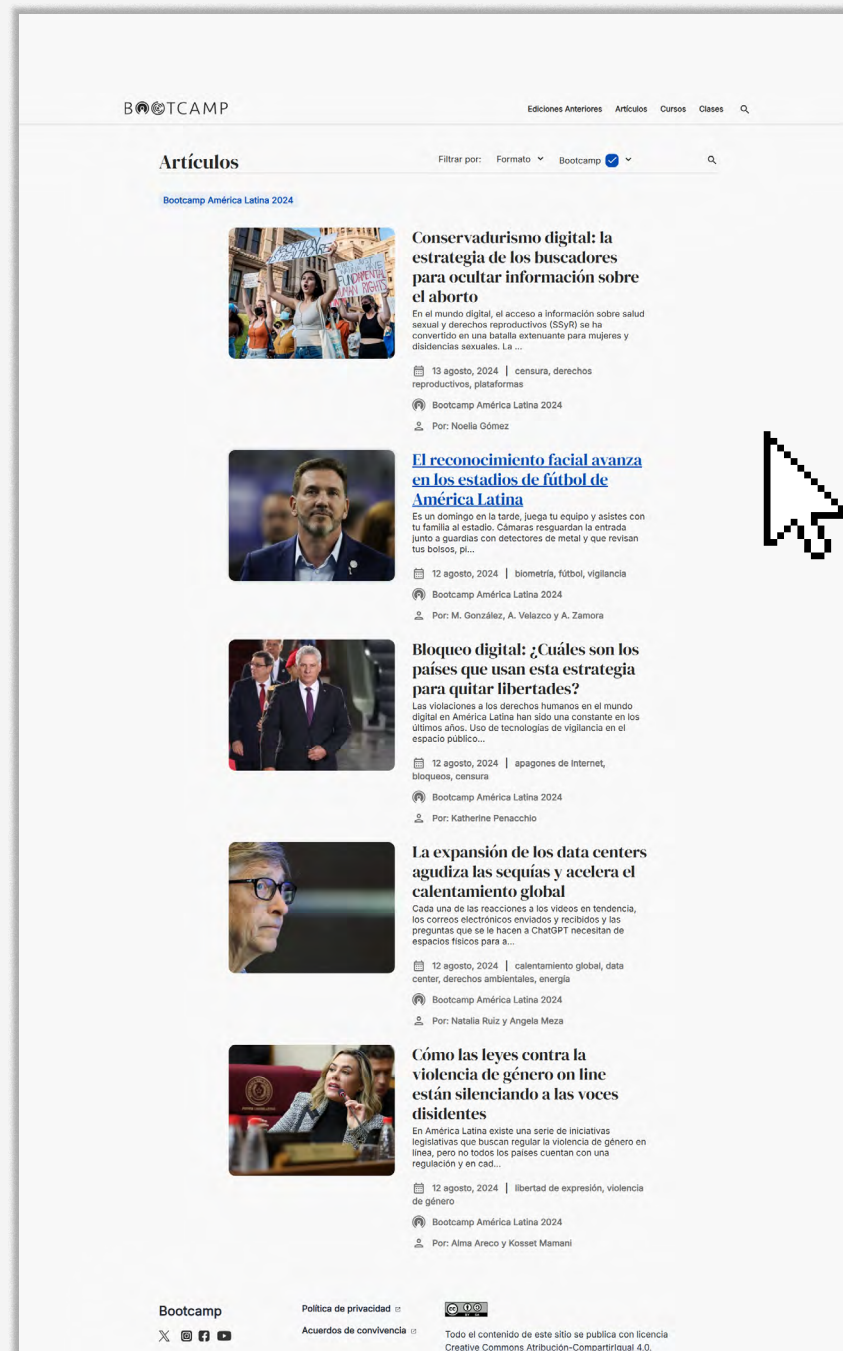 BOOTCAMP
Ediciones Anteriores Artículos Cursos Clases
Artículos
Filtrar por: Formato Bootcamp
Bootcamp América Latina 2024
ABORTION IS HEALTHCARE
FUNDAMENTAL
HUMAN RIGHTS
Conservadurismo digital: la
estrategia de los buscadores
para ocultar información sobre
el aborto
En el mundo digital, el acceso a información sobre salud
sexual y derechos reproductivos (SSyR) se ha
convertido en una batalla extenuante para mujeres y
disidencias sexuales. La ...
13 agosto, 2024 | censura, derechos
reproductivos, plataformas
Bootcamp América Latina 2024
Por: Noelia Gómez
El reconocimiento facial avanza
en los estadios de fútbol de
América Latina
Es un domingo en la tarde, juega tu equipo y asistes con
tu familia al estadio. Cámaras resguardan la entrada
junto a guardias con detectores de metal y que revisan
tus bolsos, pi...
12 agosto, 2024 | biometría, fútbol, vigilancia
Bootcamp América Latina 2024
Por: M. González, A. Velazco y A. Zamora
Bloqueo digital: ¿Cuáles son los
países que usan esta estrategia
para quitar libertades?
Las violaciones a los derechos humanos en el mundo
digital en América Latina han sido una constante en los
últimos años. Uso de tecnologías de vigilancia en el
espacio público...
12 agosto, 2024 | apagones de Internet,
bloqueos, censura
Bootcamp América Latina 2024
Por: Katherine Penacchio
La expansión de los data centers
agudiza las sequías y acelera el
calentamiento global
Cada una de las reacciones a los videos en tendencia,
los correos electrónicos enviados y recibidos y las
preguntas que se le hacen a ChatGPT necesitan de
espacios físicos para a...
12 agosto, 2024 | calentamiento global, data
center, derechos ambientales, energía
Bootcamp América Latina 2024
Por: Natalia Ruiz y Angela Meza
Cómo las leyes contra la
violencia de género on line
están silenciando a las voces
disidentes
En América Latina existe una serie de iniciativas
legislativas que buscan regular la violencia de género en
línea, pero no todos los países cuentan con una
regulación y en cad...
12 agosto, 2024 | libertad de expresión, violencia
de género
Bootcamp América Latina 2024
Por: Alma Areco y Kosset Mamani
Bootcamp
Política de privacidad
Acuerdos de convivencia
BY SA
Todo el contenido de este sitio se publica con licencia
Creative Commons Atribución-CompartirIgual 4.0.